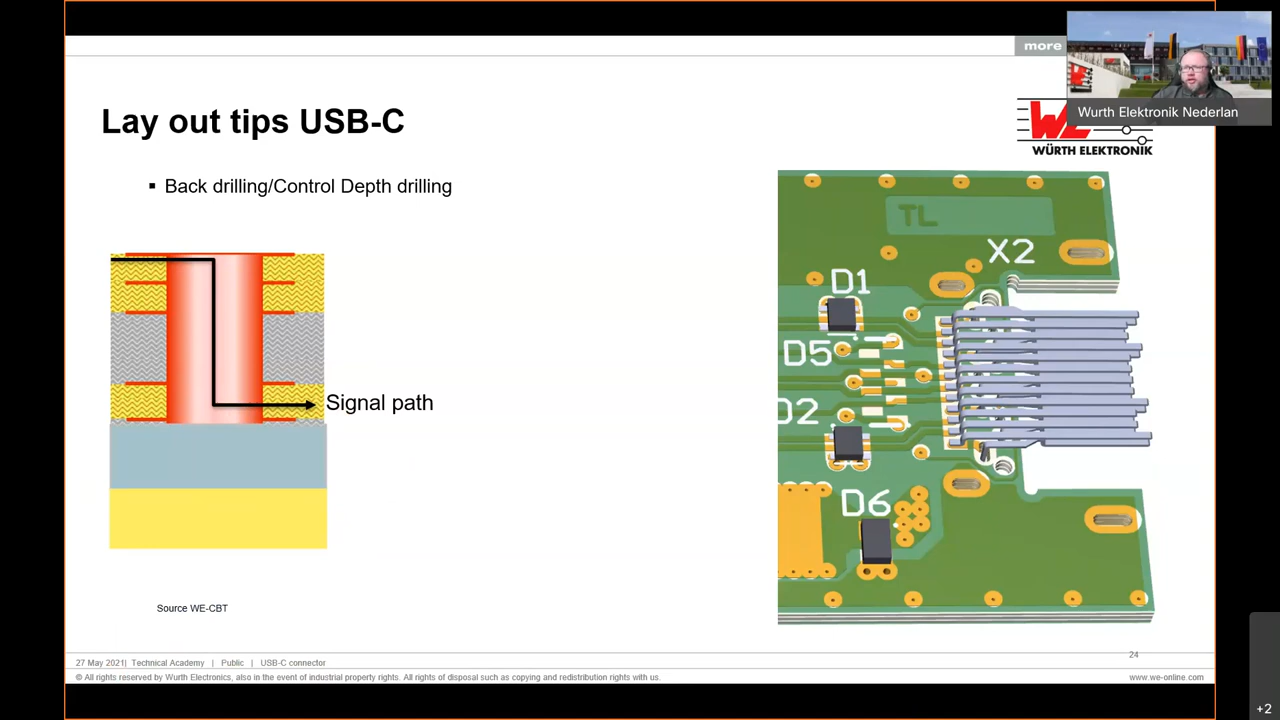 more
Wurth Elektronik Nederlan
Lay out tips USB-C
WE
WÜRTH ELEKTRONIK
▪ Back drilling/Control Depth drilling
TL
X2
D1
D5
D2
D6
Signal path
Source WE-CBT
24
27 May 2021| Technical Academy | Public | USB-C connector
© All rights reserved by Wurth Electronics, also in the event of industrial property rights. All rights of disposal such as copying and redistribution rights with us.
www.we-online.com
+2